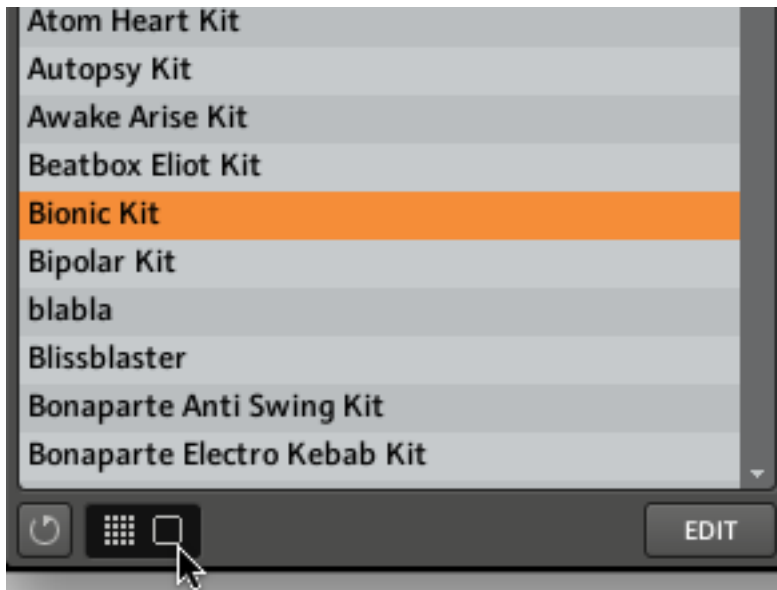 Atom Heart Kit
Autopsy Kit
Awake Arise Kit
Beatbox Eliot Kit
Bionic Kit
Bipolar Kit
blabla
Blissblaster
Bonaparte Anti Swing Kit
Bonaparte Electro Kebab Kit
EDIT